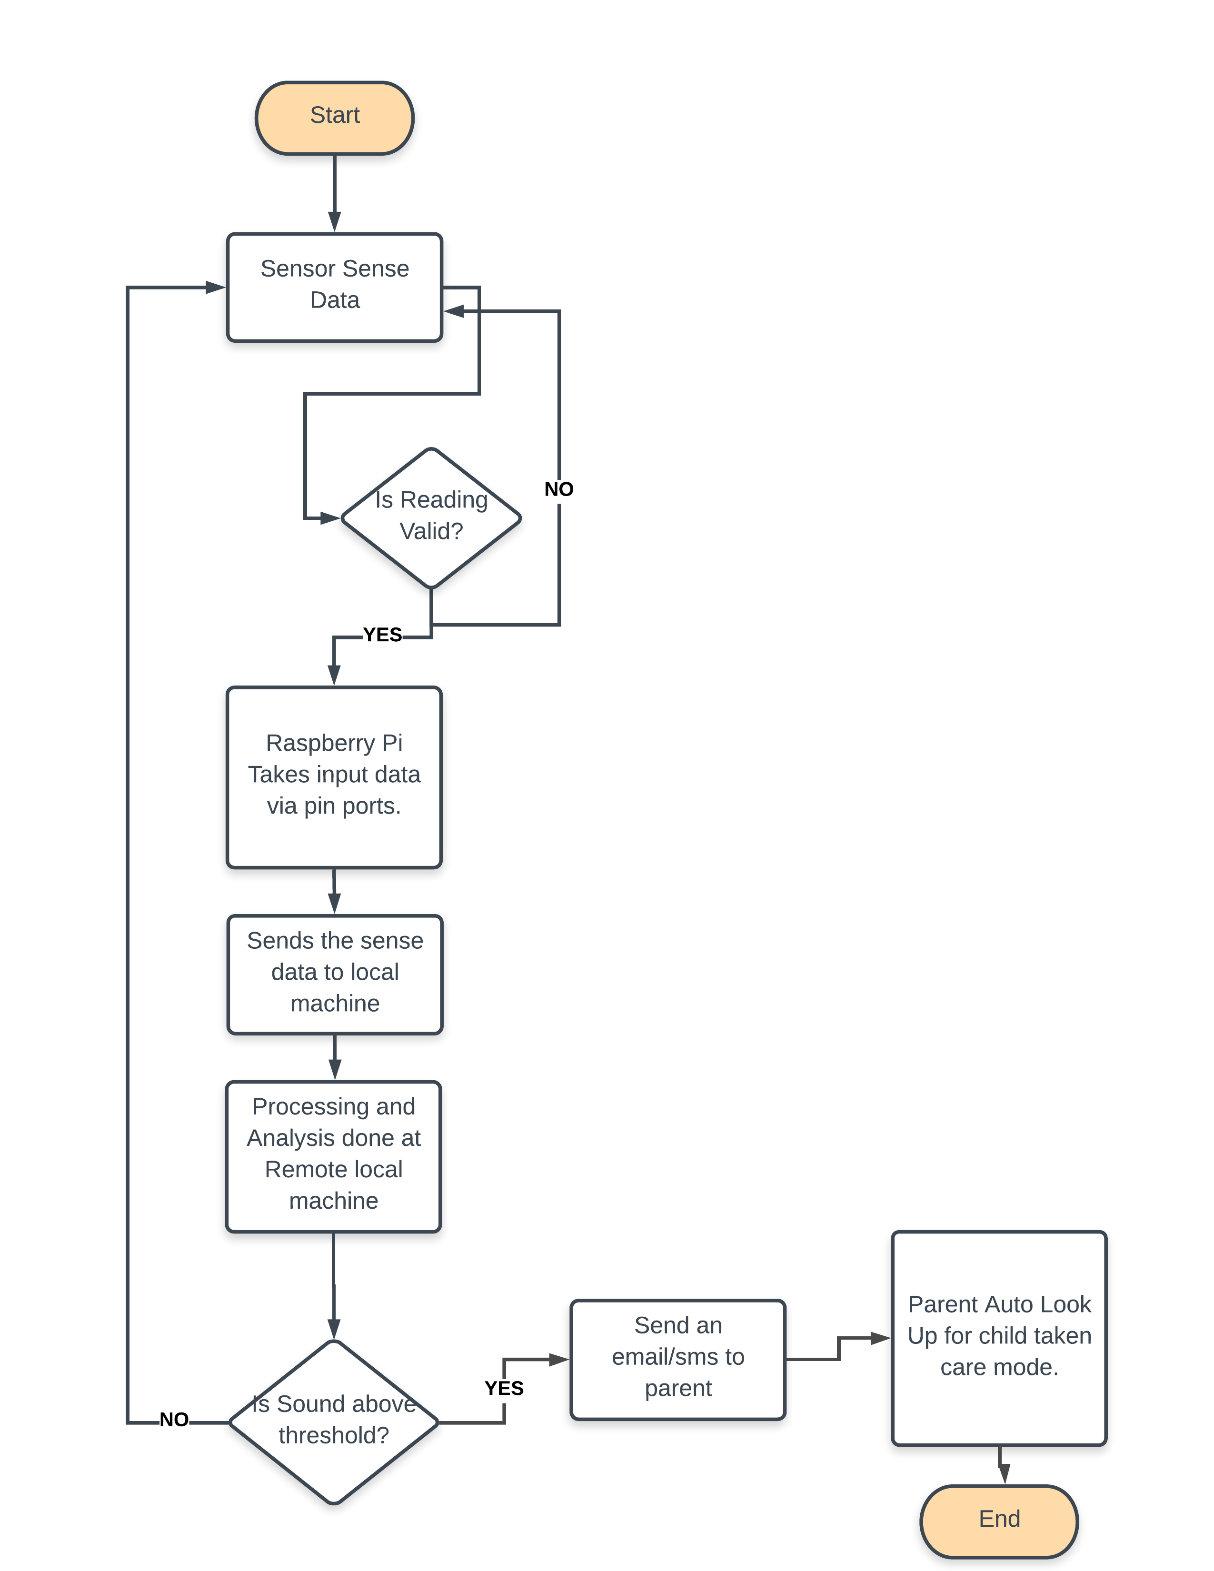 Start
Sensor Sense
Data
Is Reading
Valid?
NO
YES
Raspberry Pi
Takes input data
via pin ports.
Sends the sense
data to local
machine
Processing and
Analysis done at
Remote local
machine
Is Sound above
threshold?
NO
YES
Send an
email/sms to
parent
Parent Auto Look
Up for child taken
care mode.
End